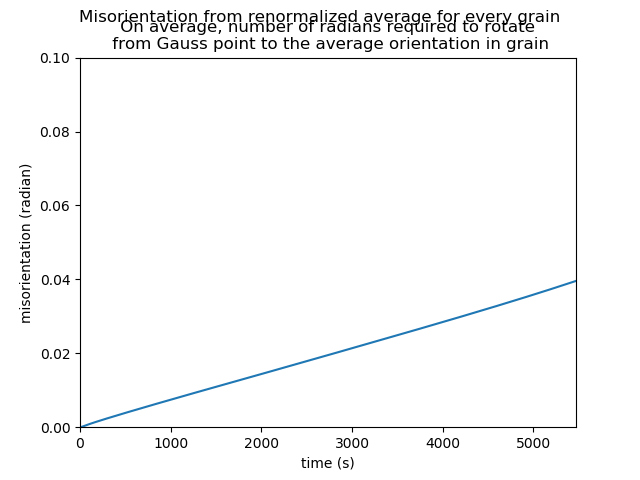 Misorientation from renormalized average for every grain
On average, number of radians required to rotate
from Gauss point to the average orientation in grain
0.10
0.08
0.06
0.04
0.02
0.00
misorientation (radian)
0 1000 2000 3000 4000 5000
time (s)